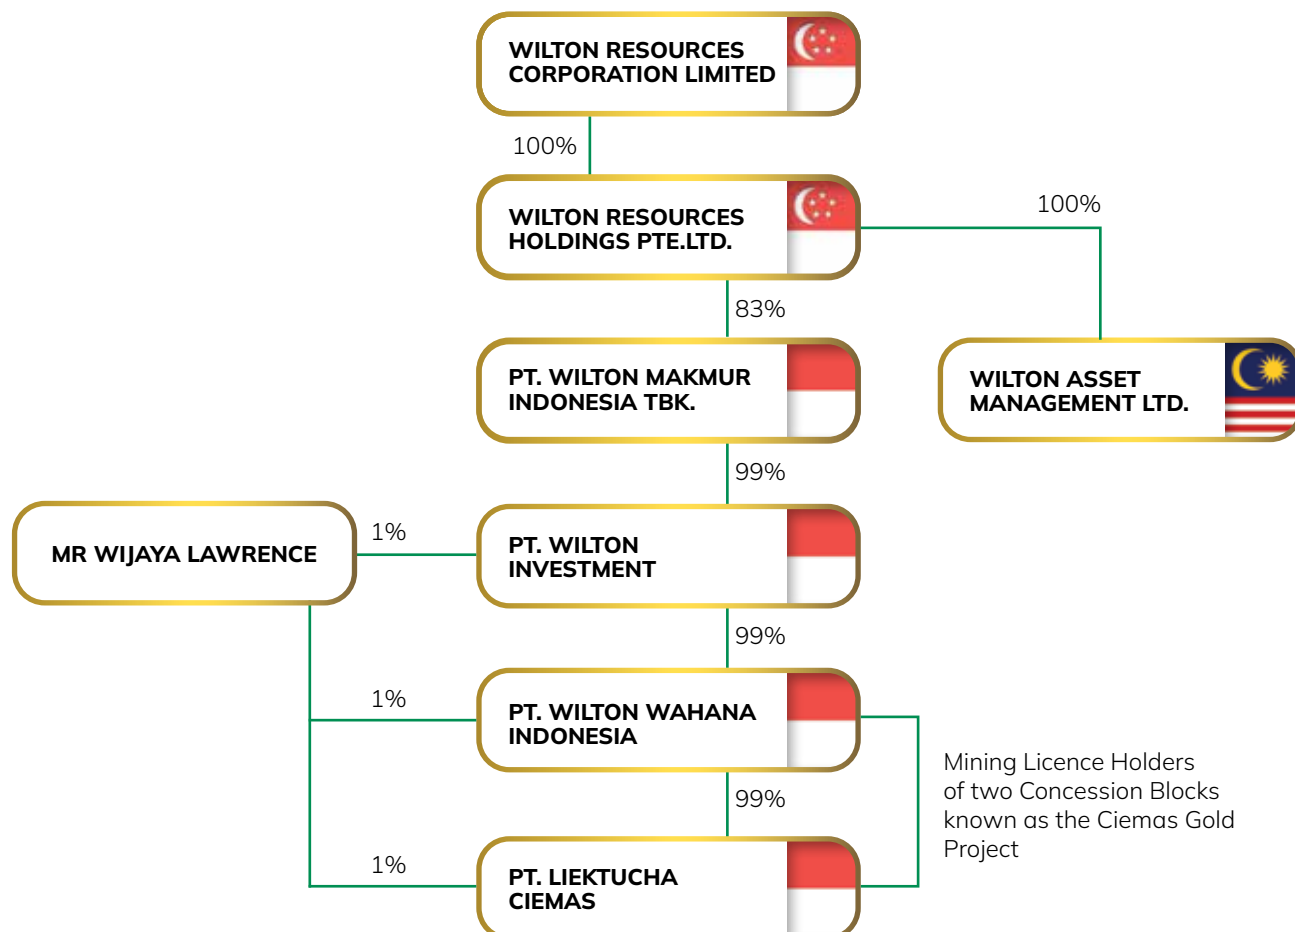 WILTON RESOURCES
CORPORATION LIMITED
100%
WILTON RESOURCES
HOLDINGS PTE.LTD.
100%
83%
PT. WILTON MAKMUR
INDONESIA TBK.
WILTON ASSET
MANAGEMENT LTD.
99%
MR WIJAYA LAWRENCE
1%
PT. WILTON
INVESTMENT
99%
1%
PT. WILTON WAHANA
INDONESIA
Mining Licence Holders
of two Concession Blocks
known as the Ciemas Gold
Project
99%
1%
PT. LIEKTUCHA
CIEMAS